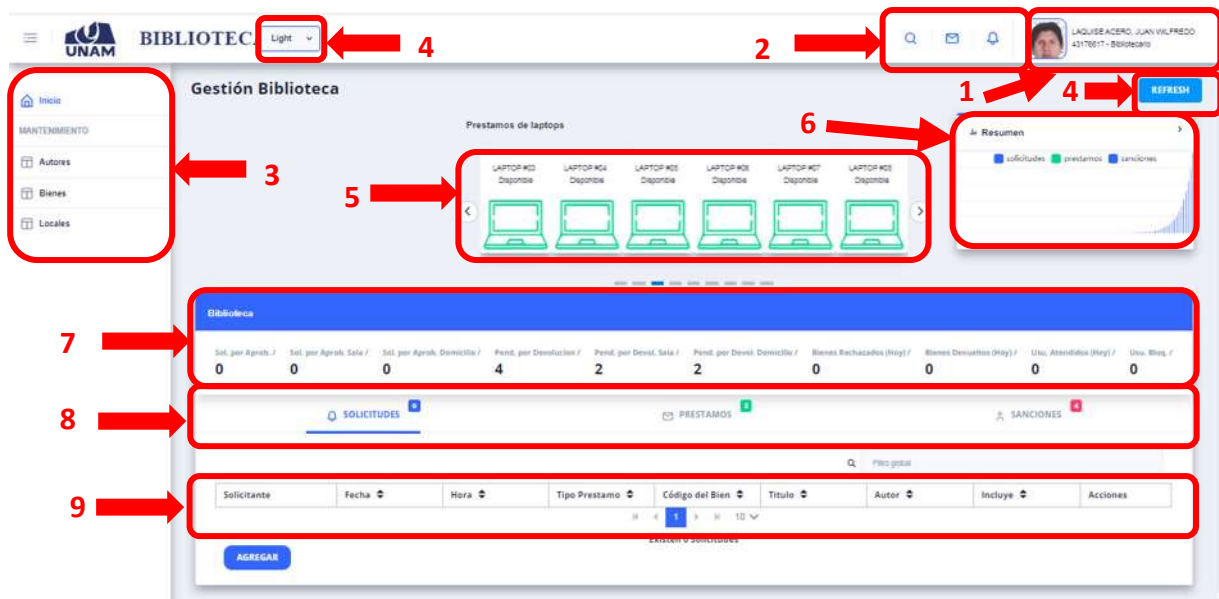 UNAM
BIBLIOTEC
Light
4
2
LAQUISE ACERO, JUAN WILFREDO
43176617 - Bibliotecario
1
4
REFRESH
Inicio
MANTENIMIENTO
Autores
Bienes
Locales
3
Gestión Biblioteca
Prestamos de laptops
5
LAPTOP #03 LAPTOP #04 LAPTOP #05 LAPTOP #06 LAPTOP #07 LAPTOP #08
Disponible Disponible Disponible Disponible Disponible Disponible
6
Resumen
solicitudes prestamos sanciones
7
Biblioteca
Sol. por Aprob. / Sol. por Aprob. Sala / Sol. por Aprob. Domicilio / Pend. por Devolucion / Pend. por Devol. Sala / Pend. por Devol. Domicilio / Bienes Rechazados (Hoy) / Bienes Devueltos (Hoy) / Usu. Atendidos (Hoy) / Usu. Bloq. /
0 0 0 4 2 2 0 0 0 0
8
SOLICITUDES 0 PRESTAMOS SANCIONES
Filtro global
9
Solicitante Fecha Hora Tipo Prestamo Código del Bien Titulo Autor Incluye Acciones
1 10
Existen 0 Solicitudes
AGREGAR